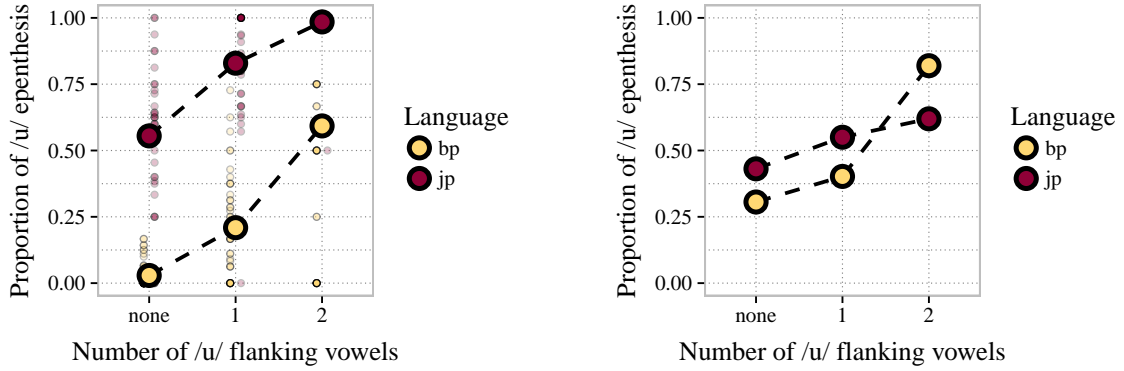 Proportion of /u/ epenthesis
1.00
0.75
0.50
0.25
0.00
none 1 2
Number of /u/ flanking vowels
Language
bp
jp
Proportion of /u/ epenthesis
1.00
0.75
0.50
0.25
0.00
none 1 2
Number of /u/ flanking vowels
Language
bp
jp